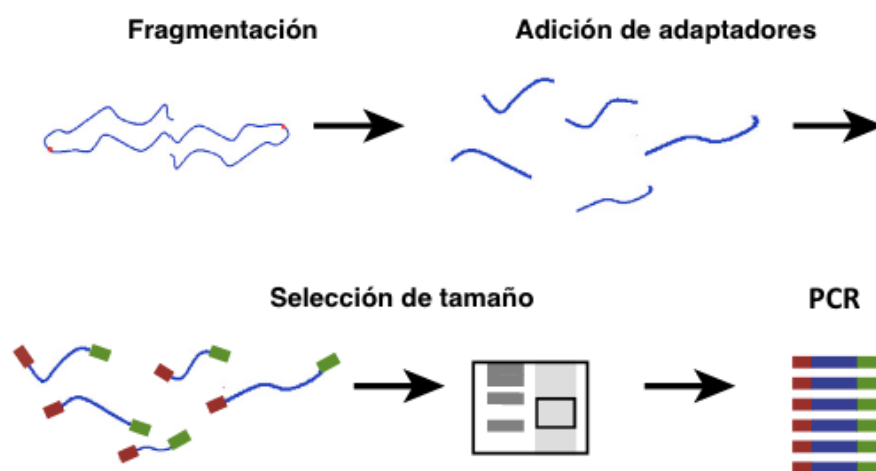 Fragmentación
Adición de adaptadores
Selección de tamaño
PCR